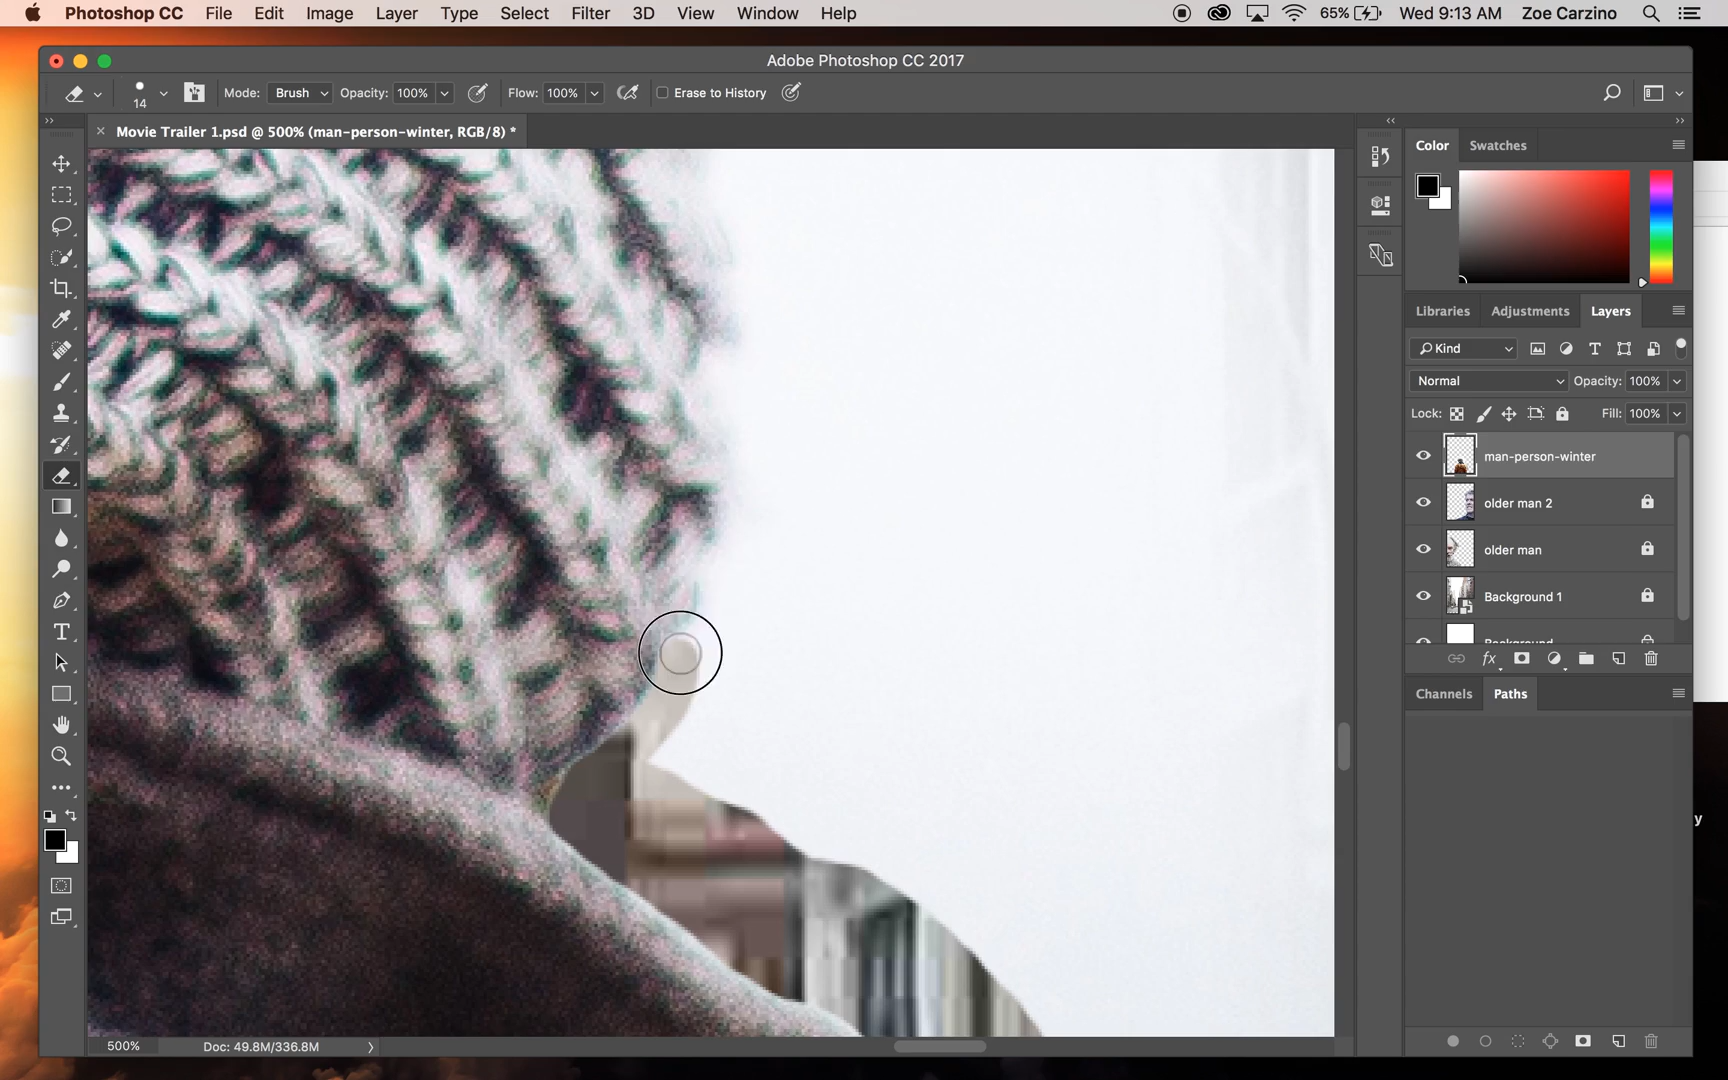 Photoshop CC File Edit Image Layer Type Select Filter 3D View Window Help 65% Wed 9:13 AM Zoe Carzino
Adobe Photoshop CC 2017
14 Mode: Brush Opacity: 100% Flow: 100% Erase to History
Movie Trailer 1.psd @ 500% (man-person-winter, RGB/8) *
Color Swatches
Libraries Adjustments Layers
Kind
Normal Opacity: 100%
Lock: Fill: 100%
man-person-winter
older man 2
older man
Background 1
Background
fx
Channels Paths
y
500% Doc: 49.8M/336.8M